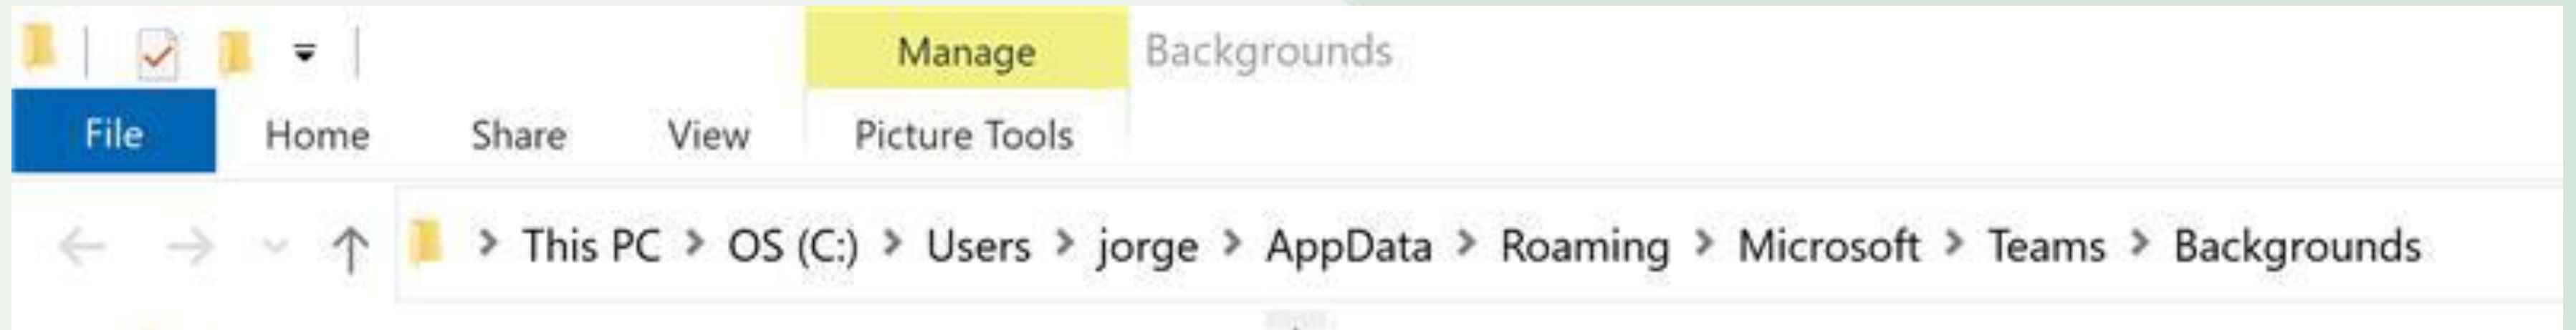 Manage Backgrounds
File Home Share View Picture Tools
This PC > OS (C:) > Users > jorge > AppData > Roaming > Microsoft > Teams > Backgrounds